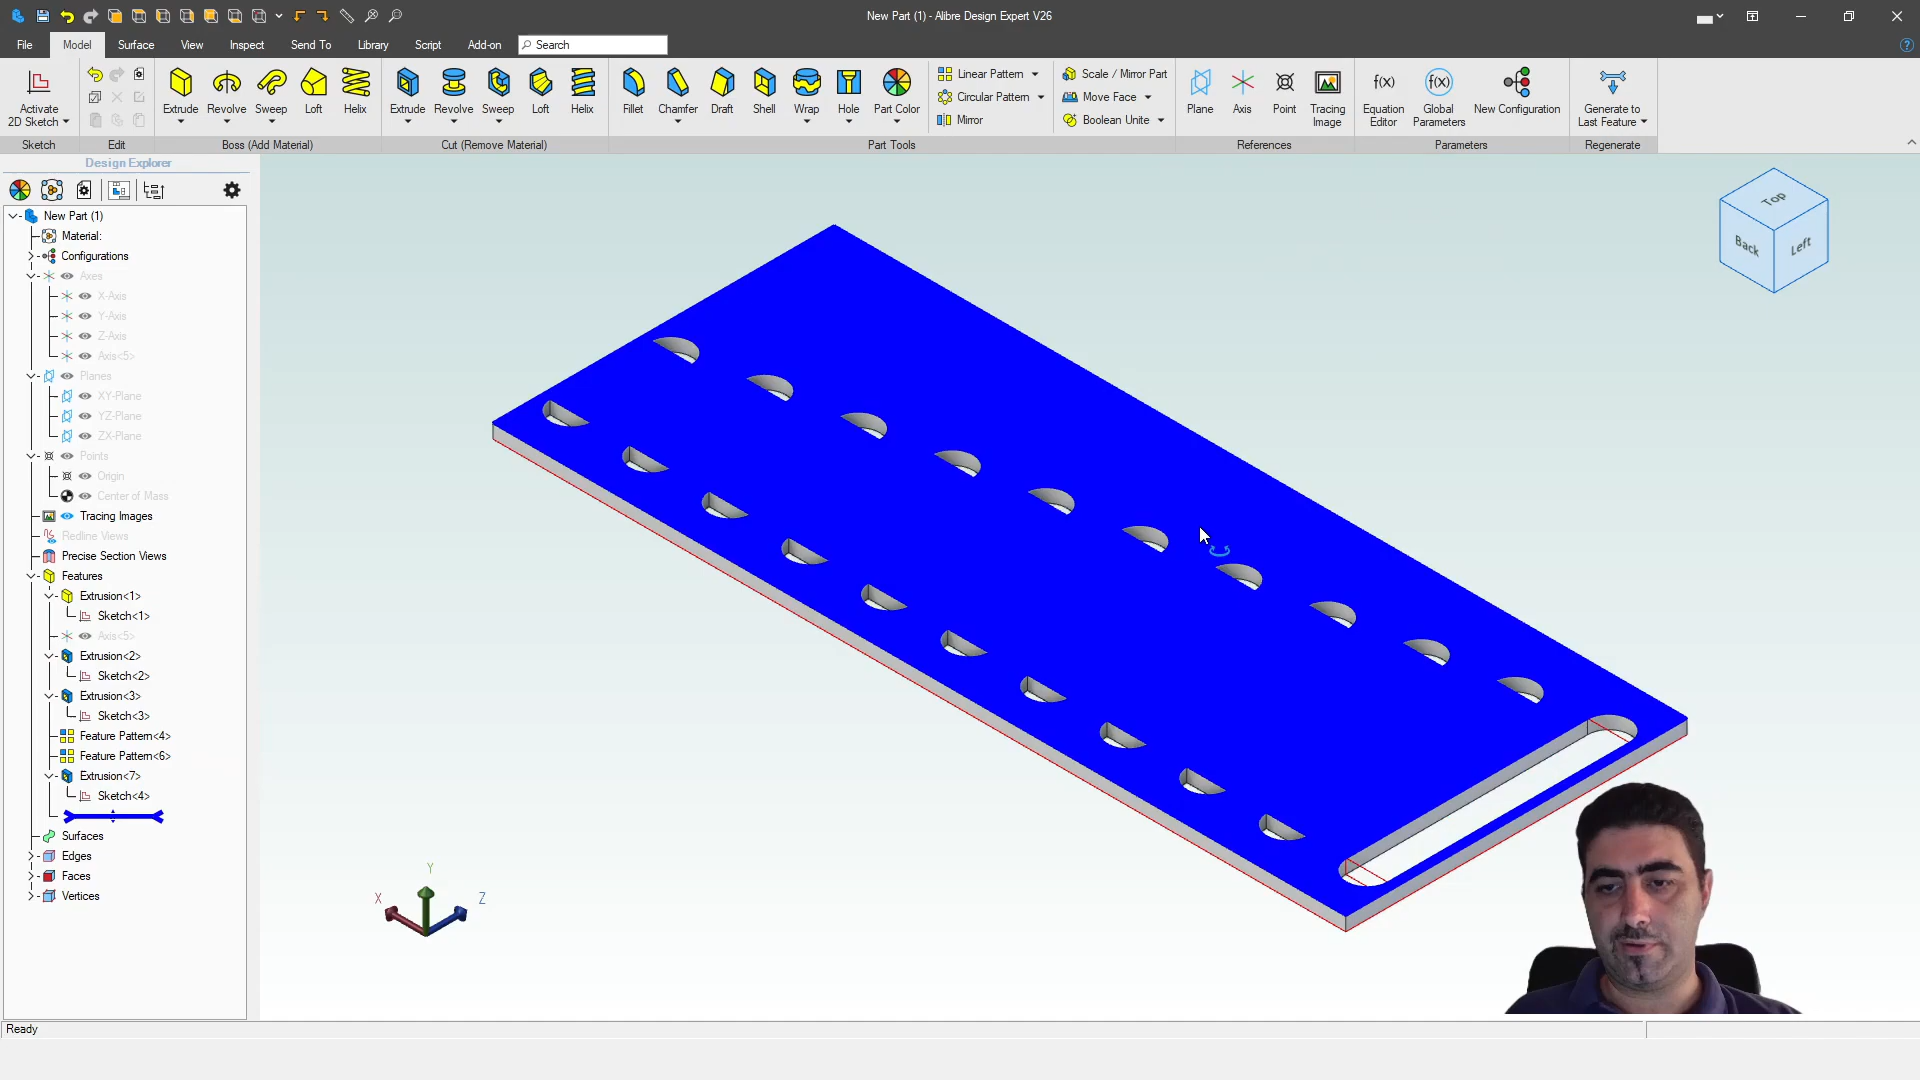 New Part (1) - Alibre Design Expert V26
File Model Surface View Inspect Send To Library Script Add-on Search
Activate
2D Sketch
Extrude Revolve Sweep Loft Helix
Extrude Revolve Sweep Loft Helix
Fillet Chamfer Draft Shell Wrap Hole Part Color
Linear Pattern
Circular Pattern
Mirror
Scale / Mirror Part
Move Face
Boolean Unite
Plane Axis Point Tracing
Image
Equation
Editor
Global
Parameters
New Configuration
Generate to
Last Feature
Sketch Edit Boss (Add Material) Cut (Remove Material) Part Tools References Parameters Regenerate
Design Explorer
New Part (1)
Material:
Configurations
Axes
X-Axis
Y-Axis
Z-Axis
Axis<5>
Planes
XY-Plane
YZ-Plane
ZX-Plane
Points
Origin
Center of Mass
Tracing Images
Redline Views
Precise Section Views
Features
Extrusion<1>
Sketch<1>
Axis<5>
Extrusion<2>
Sketch<2>
Extrusion<3>
Sketch<3>
Feature Pattern<4>
Feature Pattern<6>
Extrusion<7>
Sketch<4>
Surfaces
Edges
Faces
Vertices
Top
Back Left
Y
X Z
Ready